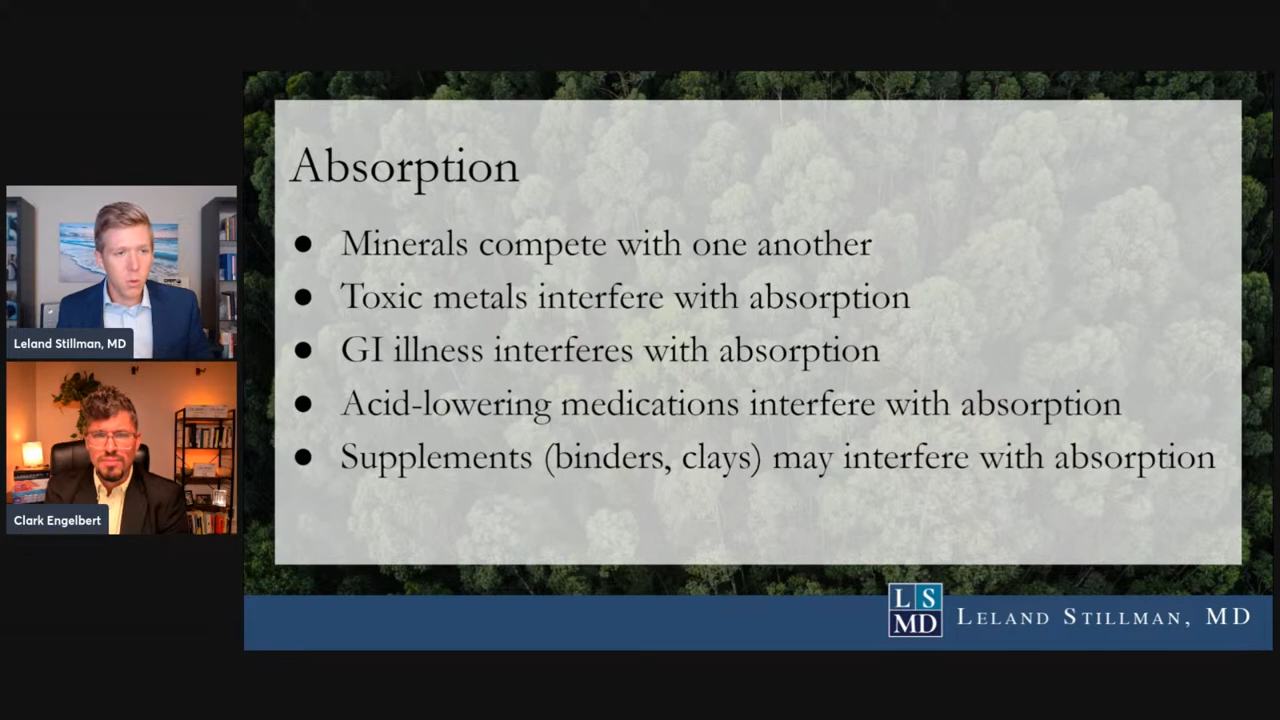 Absorption
● Minerals compete with one another
● Toxic metals interfere with absorption
● GI illness interferes with absorption
● Acid-lowering medications interfere with absorption
● Supplements (binders, clays) may interfere with absorption
Leland Stillman, MD
Clark Engelbert
LS
MD
LELAND STILLMAN, MD